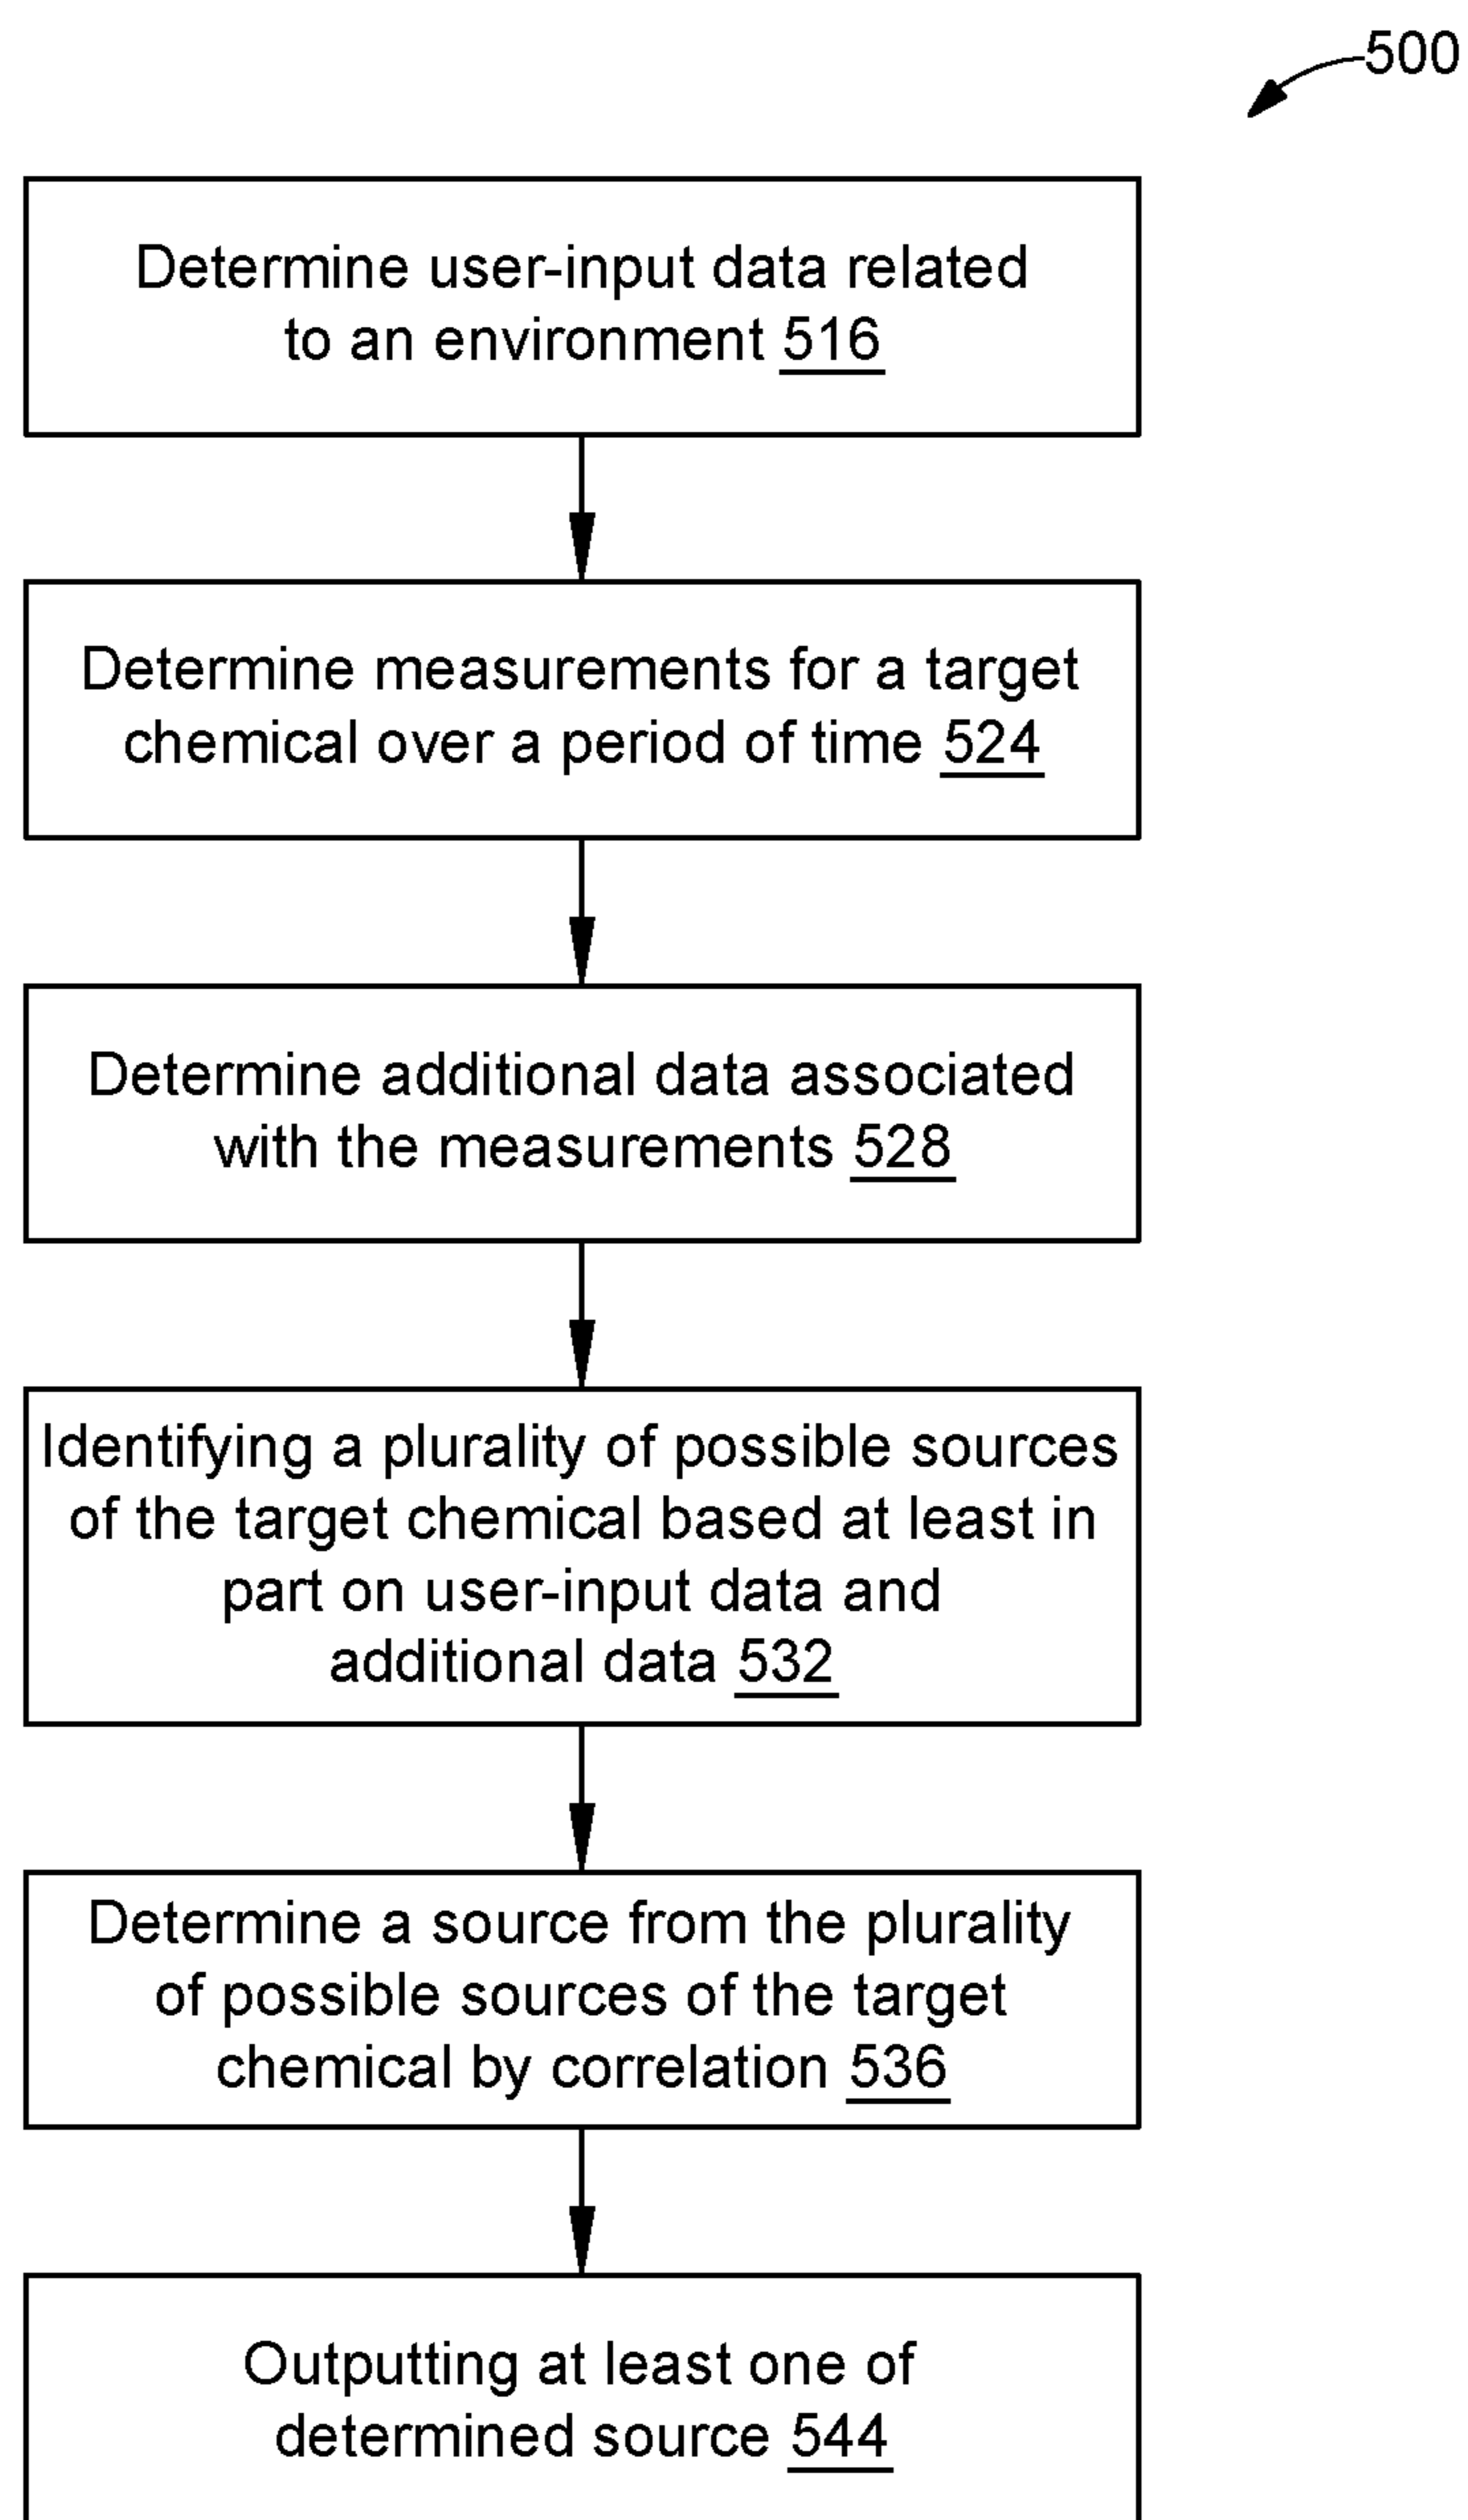 500
Determine user-input data related
to an environment 516
Determine measurements for a target
chemical over a period of time 524
Determine additional data associated
with the measurements 528
Identifying a plurality of possible sources
of the target chemical based at least in
part on user-input data and
additional data 532
Determine a source from the plurality
of possible sources of the target
chemical by correlation 536
Outputting at least one of
determined source 544